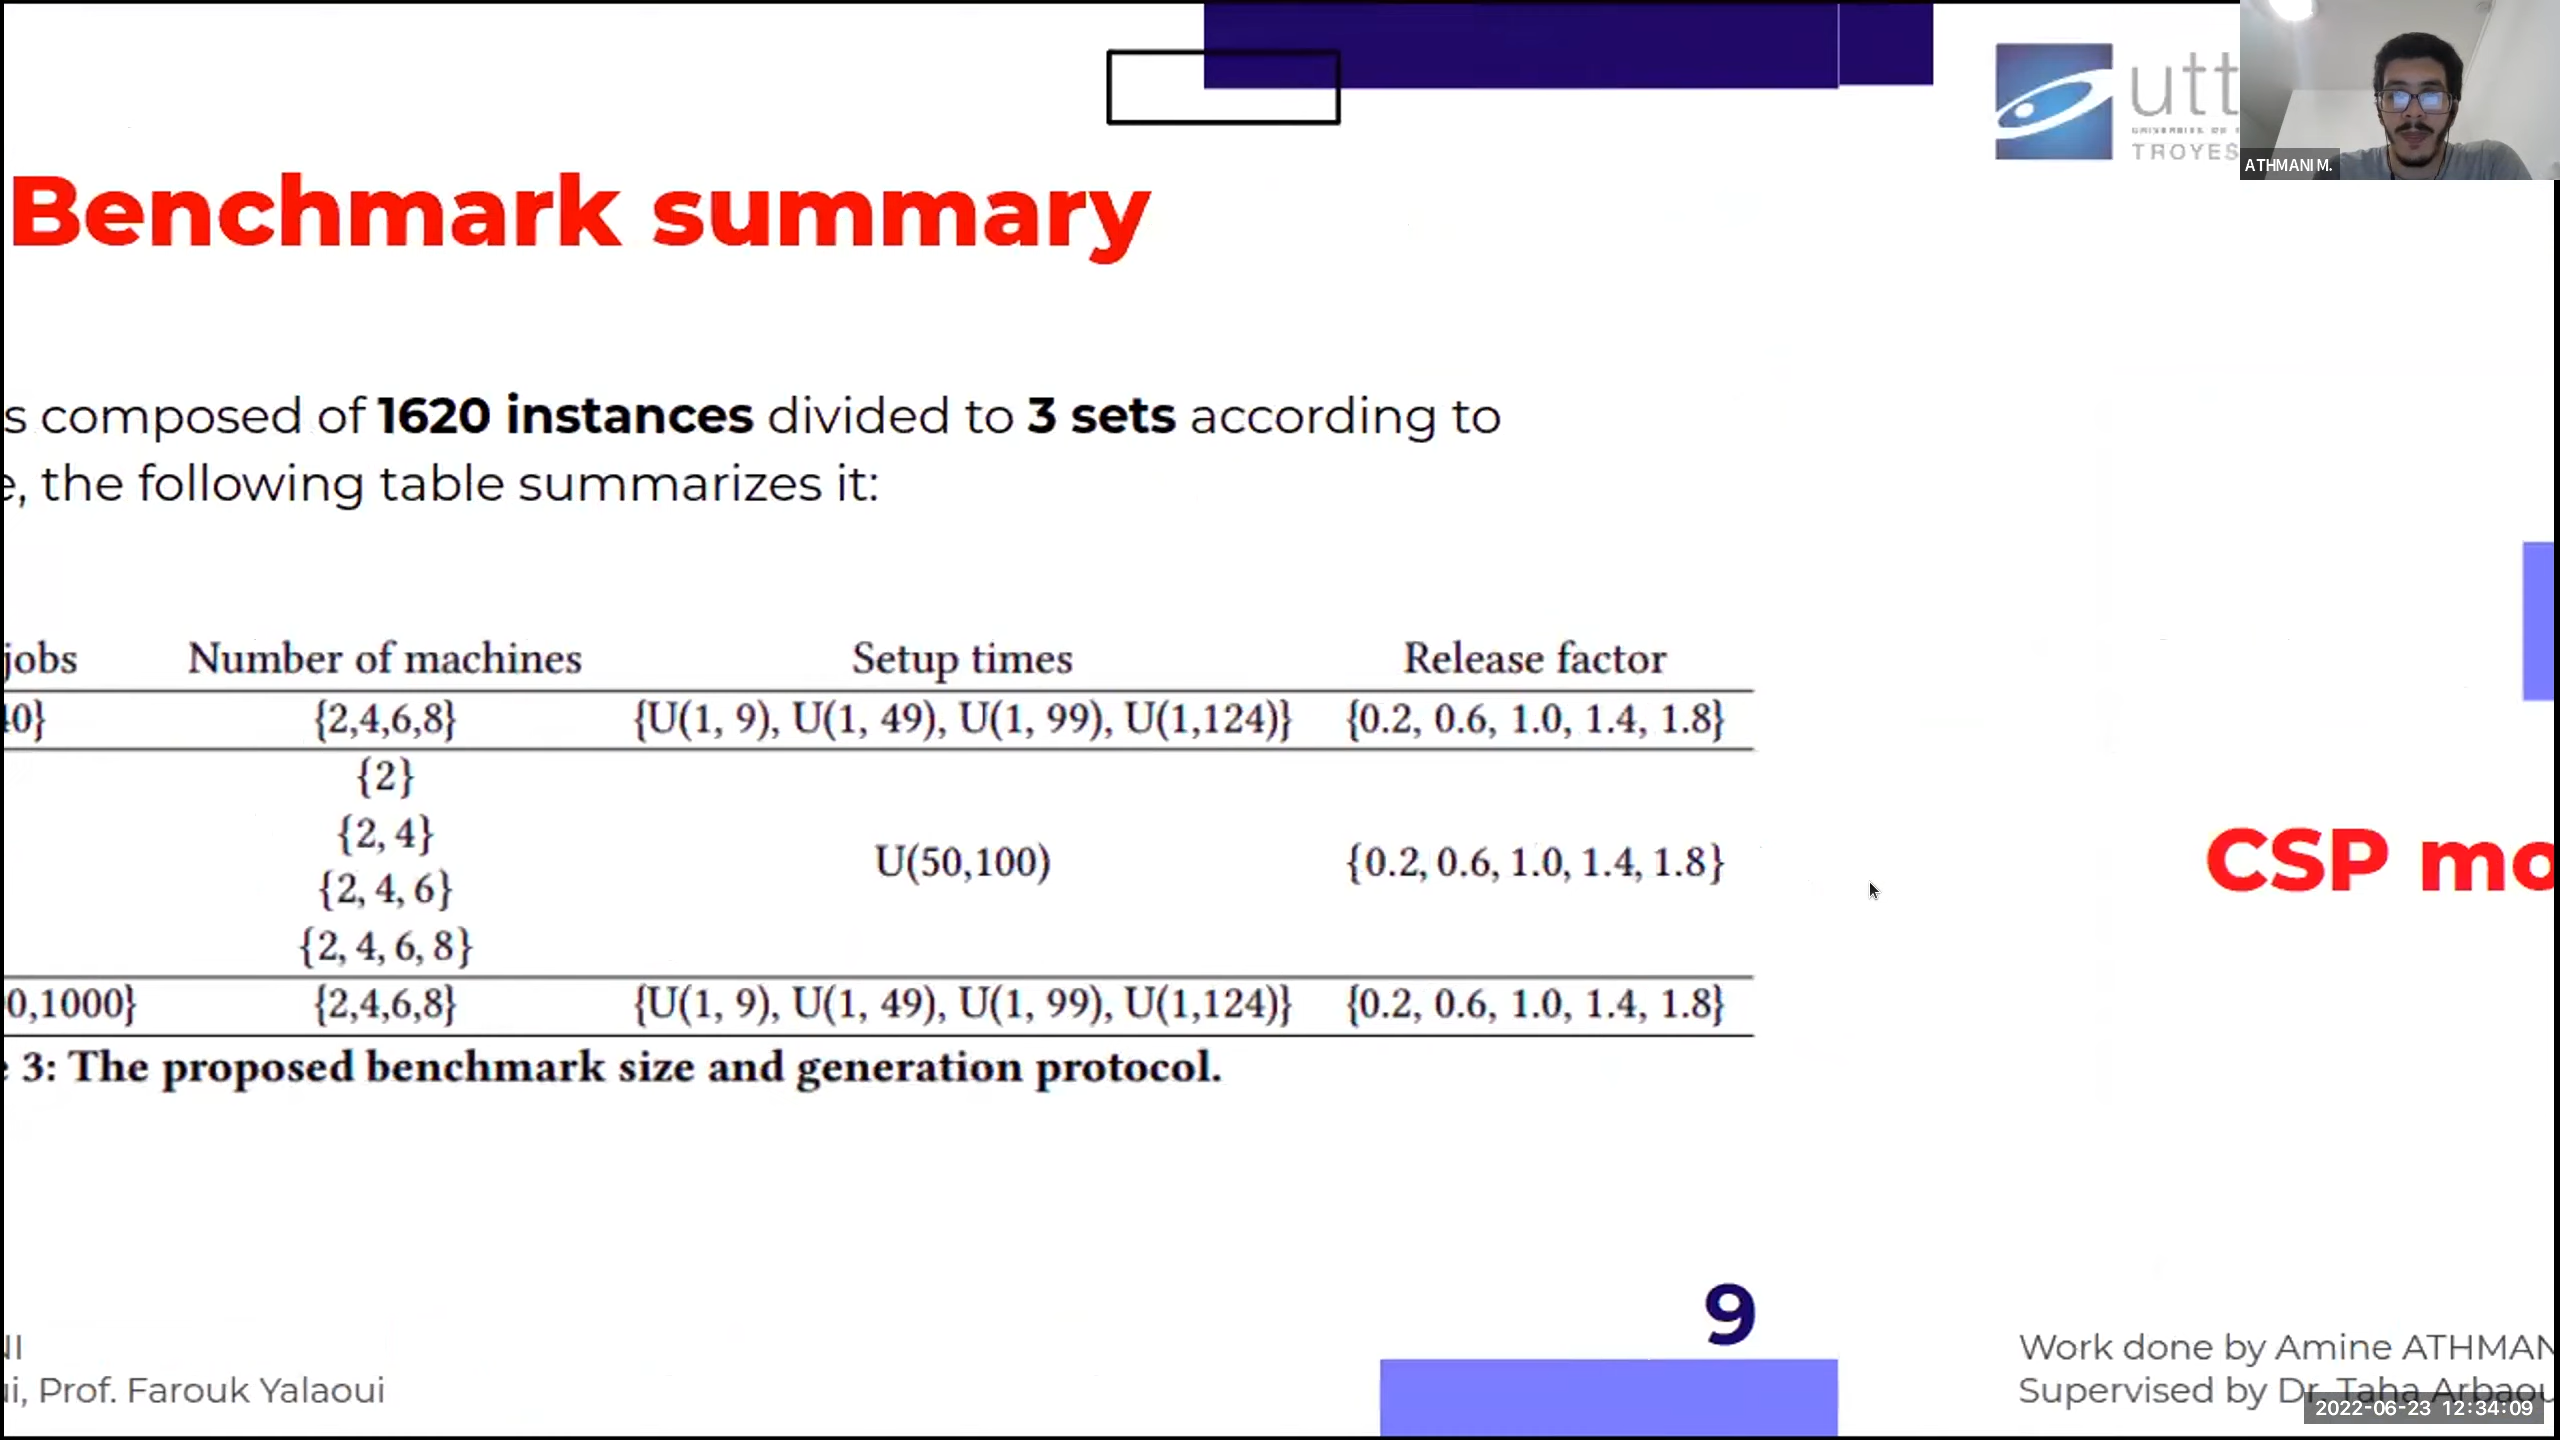 utt
TROYES
ATHMANI M.
Benchmark summary
s composed of 1620 instances divided to 3 sets according to
e, the following table summarizes it:
jobs Number of machines Setup times Release factor
40} {2,4,6,8} {U(1, 9), U(1, 49), U(1, 99), U(1,124)} {0.2, 0.6, 1.0, 1.4, 1.8}
{2}
{2, 4}
U(50,100) {0.2, 0.6, 1.0, 1.4, 1.8}
{2, 4, 6}
{2, 4, 6, 8}
0,1000} {2,4,6,8} {U(1, 9), U(1, 49), U(1, 99), U(1,124)} {0.2, 0.6, 1.0, 1.4, 1.8}
e 3: The proposed benchmark size and generation protocol.
CSP mo
9
NI
ui, Prof. Farouk Yalaoui
Work done by Amine ATHMAN
Supervised by Dr. Taha Arbaou
2022-06-23 12:34:09